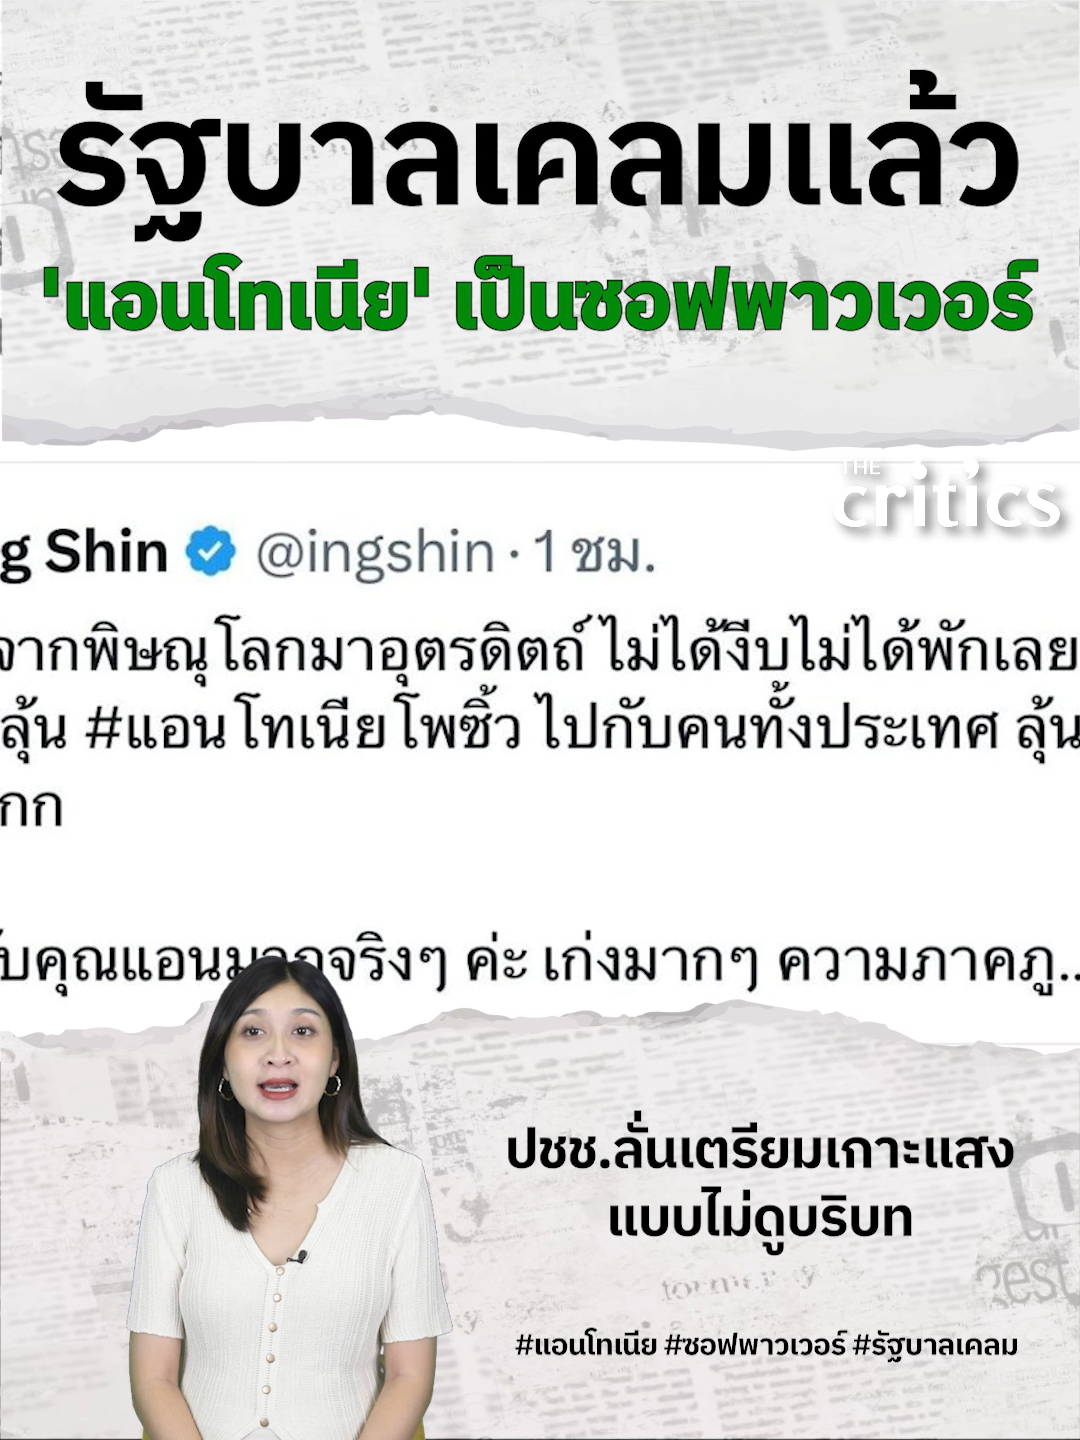 รัฐบาลเคลมแล้ว
'แอนโทเนีย' เป็นซอฟพาวเวอร์
THE
critics
g Shin @ingshin · 1 ชม.
จากพิษณุโลกมาอุตรดิตถ์ ไม่ได้งีบไม่ได้พักเลย
ลุ้น #แอนโทเนียโพซิ้ว ไปกับคนทั้งประเทศ ลุ้น
กก
คุณแอนมากจริงๆ ค่ะ เก่งมากๆ ความภาคภู...
ปชช.ลั่นเตรียมเกาะแสง
แบบไม่ดูบริบท
#แอนโทเนีย #ซอฟพาวเวอร์ #รัฐบาลเคลม